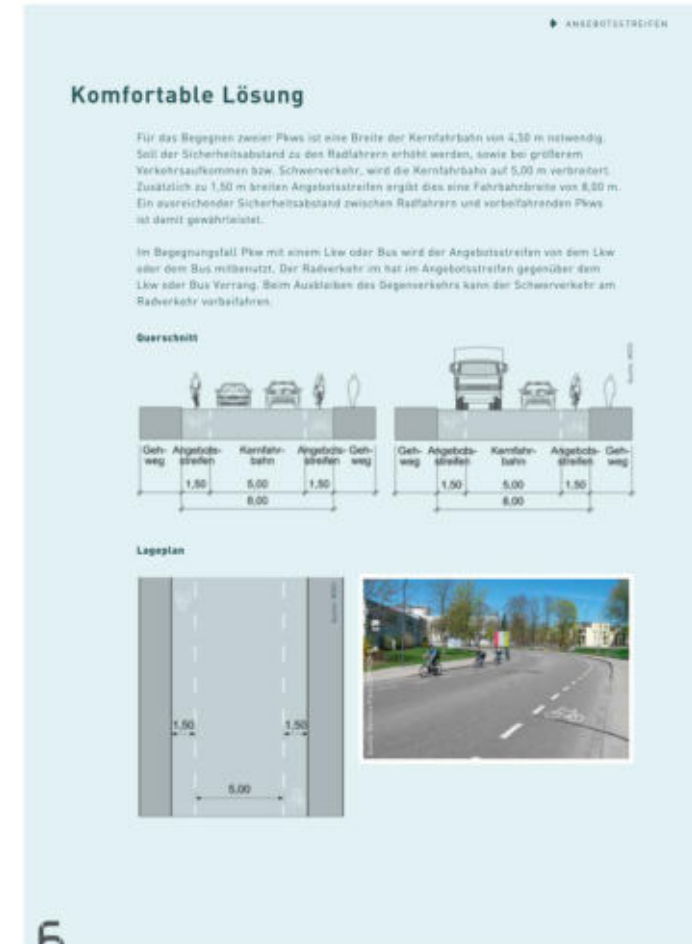 ANGEBOTSSTREIFEN
Komfortable Lösung
Für das Begegnen zweier Pkws ist eine Breite der Kernfahrbahn von 4,50 m notwendig.
Soll der Sicherheitsabstand zu den Radfahrern erhöht werden, sowie bei größerem
Verkehrsaufkommen bzw. Schwerverkehr, wird die Kernfahrbahn auf 5,00 m verbreitert.
Zusätzlich zu 1,50 m breiten Angebotsstreifen ergibt dies eine Fahrbahnbreite von 8,00 m.
Ein ausreichender Sicherheitsabstand zwischen Radfahrern und vorbeifahrenden Pkws
ist damit gewährleistet.
Im Begegnungsfall Pkw mit einem Lkw oder Bus wird der Angebotsstreifen von dem Lkw
oder dem Bus mitbenutzt. Der Radverkehr im hat im Angebotsstreifen gegenüber dem
Lkw oder Bus Vorrang. Beim Ausbleiben des Gegenverkehrs kann der Schwerverkehr am
Radverkehr vorbeifahren.
Querschnitt
Geh- Angebots- Kernfahr- Angebots- Geh-
weg streifen bahn streifen weg
1,50 5,00 1,50
8,00
Geh- Angebots- Kernfahr- Angebots- Geh-
weg streifen bahn streifen weg
1,50 5,00 1,50
8,00
Lageplan
1,50 1,50
5,00
6